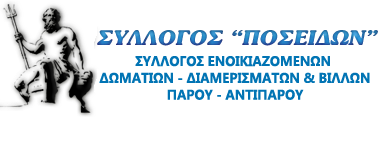 ΣΥΛΛΟΓΟΣ “ΠΟΣΕΙΔΩΝ”
ΣΥΛΛΟΓΟΣ ΕΝΟΙΚΙΑΖΟΜΕΝΩΝ
ΔΩΜΑΤΙΩΝ - ΔΙΑΜΕΡΙΣΜΑΤΩΝ & ΒΙΛΛΩΝ
ΠΑΡΟΥ - ΑΝΤΙΠΑΡΟΥ